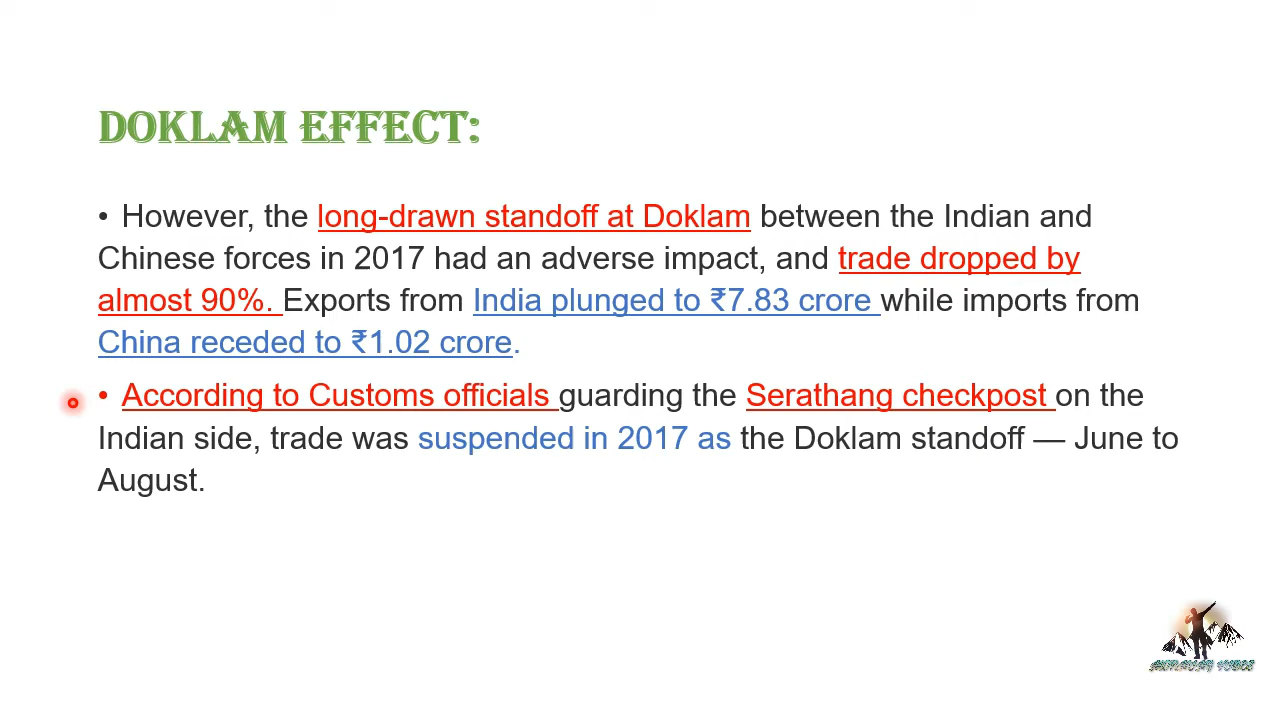 DOKLAM EFFECT:
• However, the long-drawn standoff at Doklam between the Indian and
Chinese forces in 2017 had an adverse impact, and trade dropped by
almost 90%. Exports from India plunged to ₹7.83 crore while imports from
China receded to ₹1.02 crore.
• According to Customs officials guarding the Serathang checkpost on the
Indian side, trade was suspended in 2017 as the Doklam standoff — June to
August.